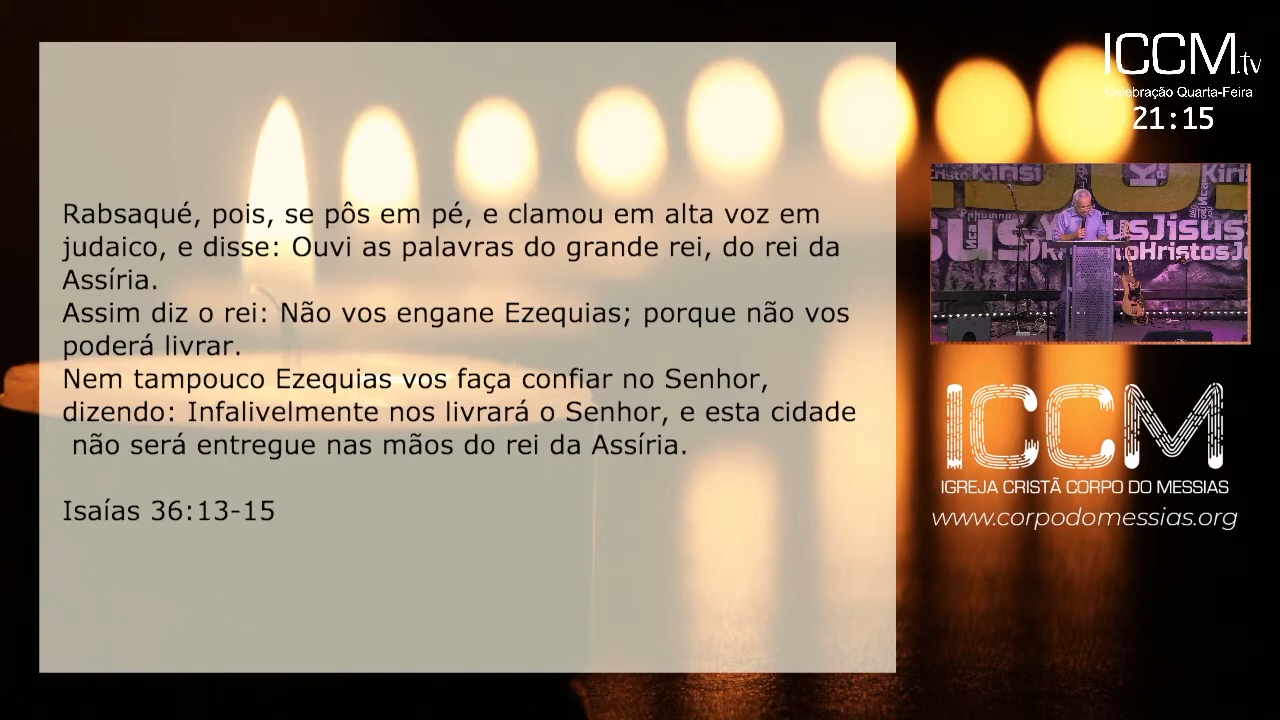 ICCM.tv
Celebração Quarta-Feira
21:15
Rabsaqué, pois, se pôs em pé, e clamou em alta voz em
judaico, e disse: Ouvi as palavras do grande rei, do rei da
Assíria.
Assim diz o rei: Não vos engane Ezequias; porque não vos
poderá livrar.
Nem tampouco Ezequias vos faça confiar no Senhor,
dizendo: Infalivelmente nos livrará o Senhor, e esta cidade
não será entregue nas mãos do rei da Assíria.
Isaías 36:13-15
ICCM
IGREJA CRISTÃ CORPO DO MESSIAS
www.corpodomessias.org